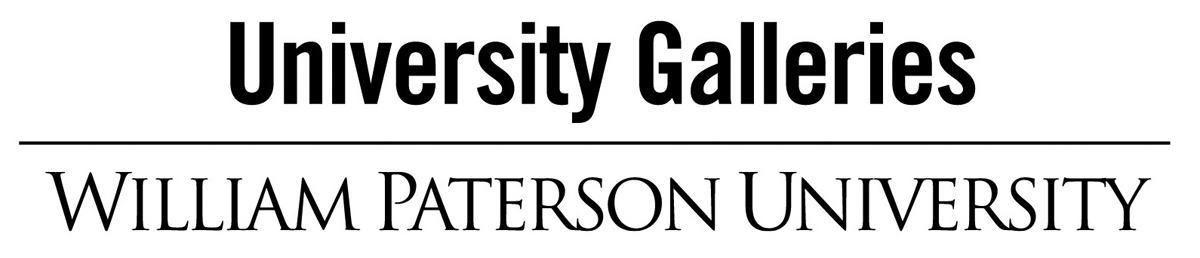 University Galleries
WILLIAM PATERSON UNIVERSITY